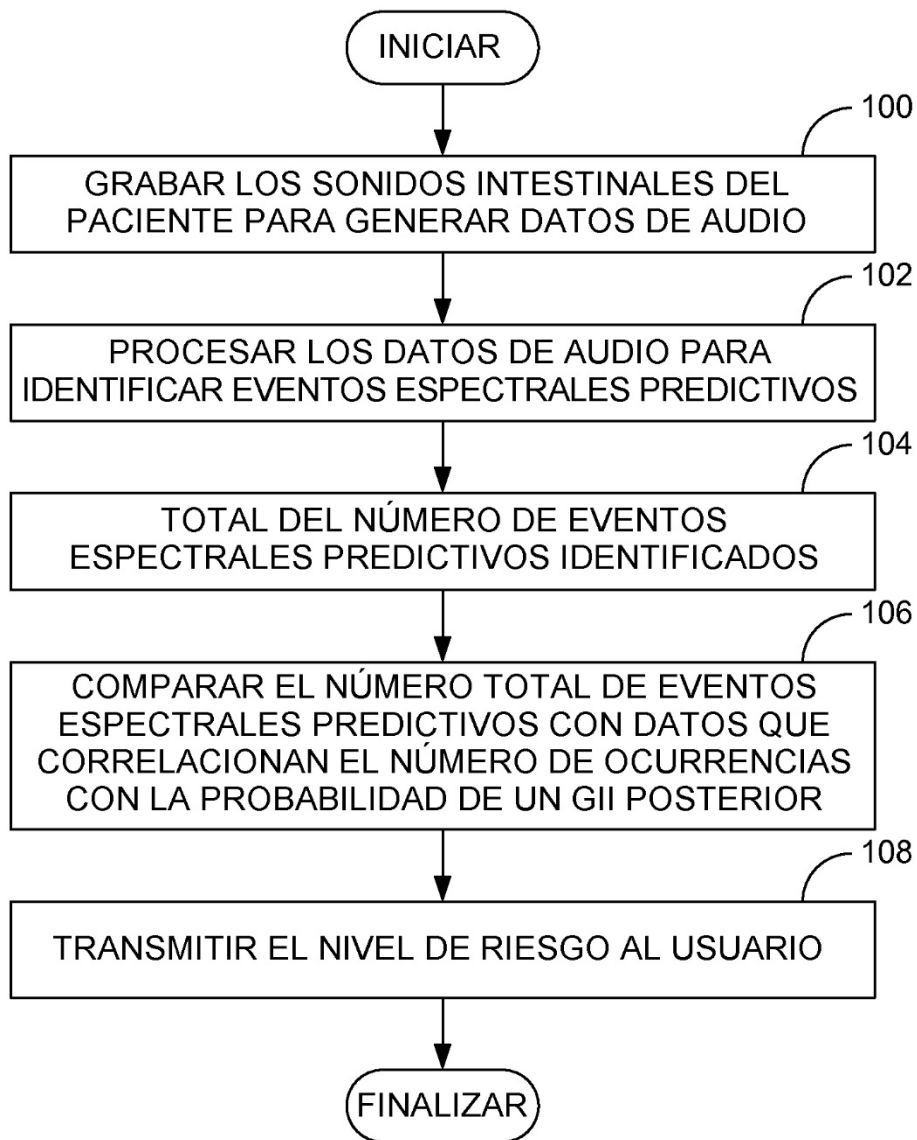 INICIAR
100
GRABAR LOS SONIDOS INTESTINALES DEL
PACIENTE PARA GENERAR DATOS DE AUDIO
102
PROCESAR LOS DATOS DE AUDIO PARA
IDENTIFICAR EVENTOS ESPECTRALES PREDICTIVOS
104
TOTAL DEL NÚMERO DE EVENTOS
ESPECTRALES PREDICTIVOS IDENTIFICADOS
106
COMPARAR EL NÚMERO TOTAL DE EVENTOS
ESPECTRALES PREDICTIVOS CON DATOS QUE
CORRELACIONAN EL NÚMERO DE OCURRENCIAS
CON LA PROBABILIDAD DE UN GII POSTERIOR
108
TRANSMITIR EL NIVEL DE RIESGO AL USUARIO
FINALIZAR